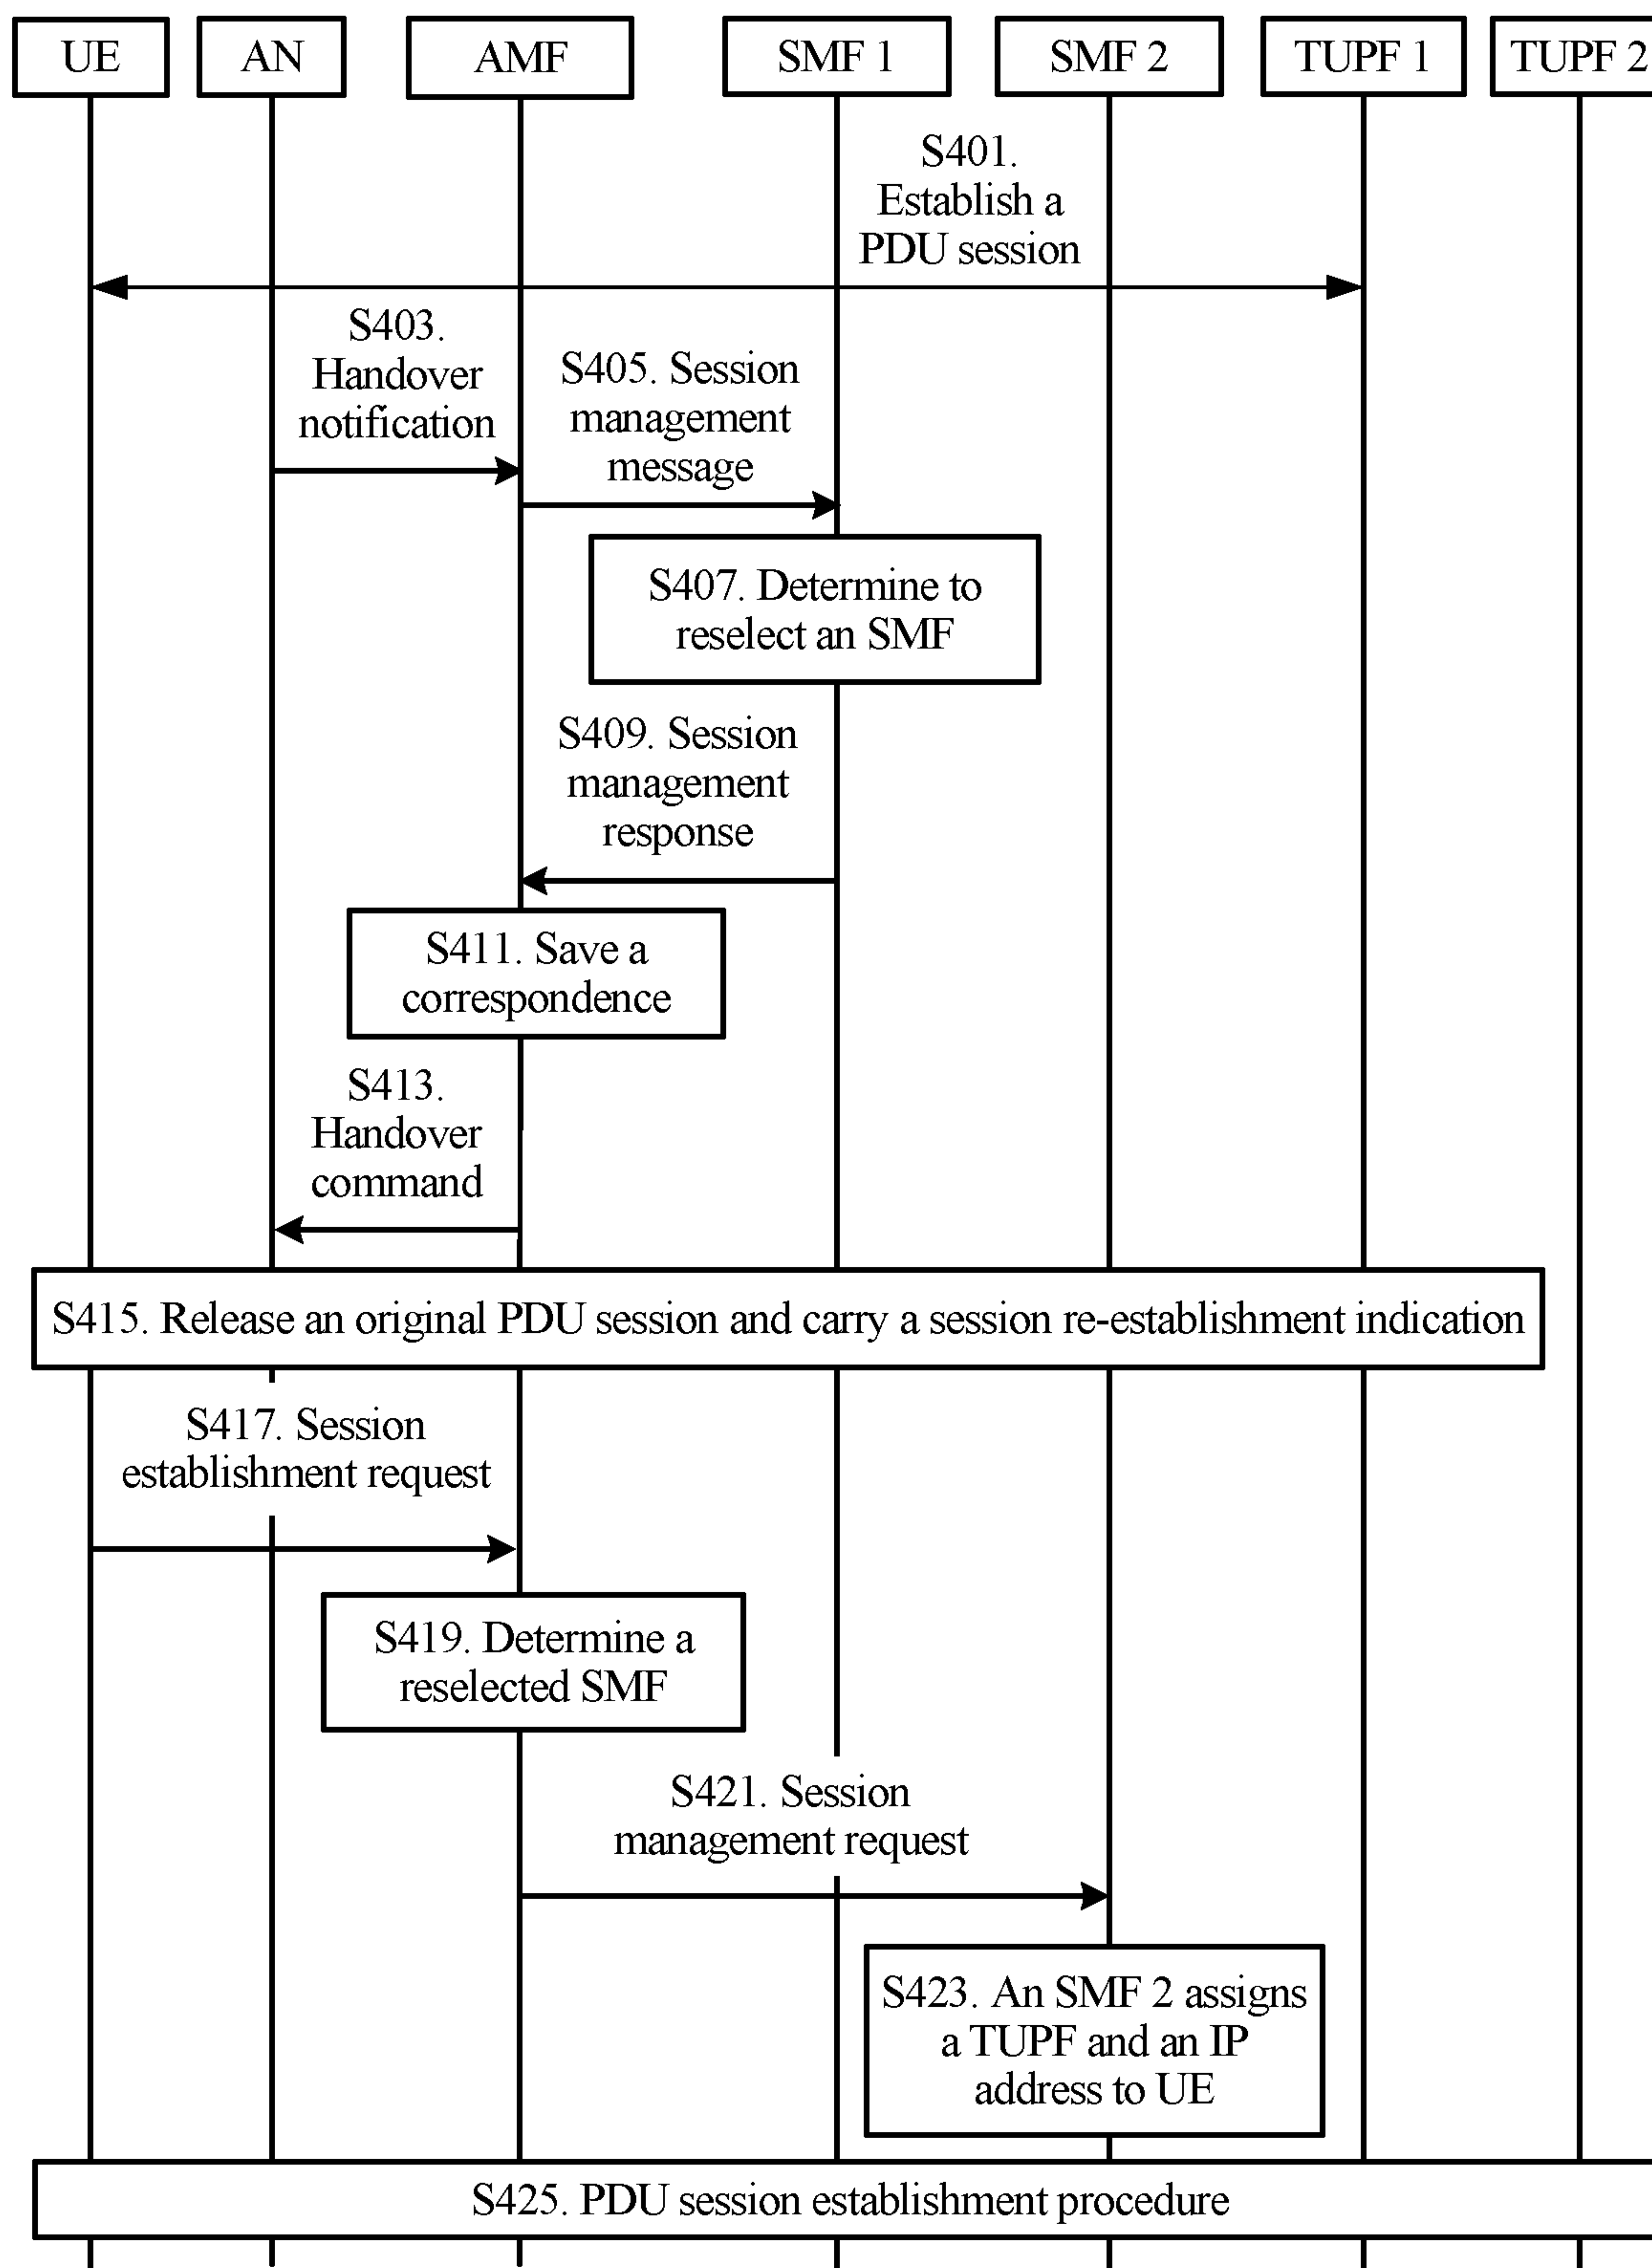 UE
AN
AMF
SMF 1
SMF 2
TUPF 1
TUPF 2
S401.
Establish a
PDU session
S403.
Handover
notification
S405. Session
management
message
S407. Determine to
reselect an SMF
S409. Session
management
response
S411. Save a
correspondence
S413.
Handover
command
S415. Release an original PDU session and carry a session re-establishment indication
S417. Session
establishment request
S419. Determine a
reselected SMF
S421. Session
management request
S423. An SMF 2 assigns
a TUPF and an IP
address to UE
S425. PDU session establishment procedure